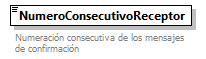 NumeroConsecutivoReceptor
Numeración consecutiva de los mensajes
de confirmación